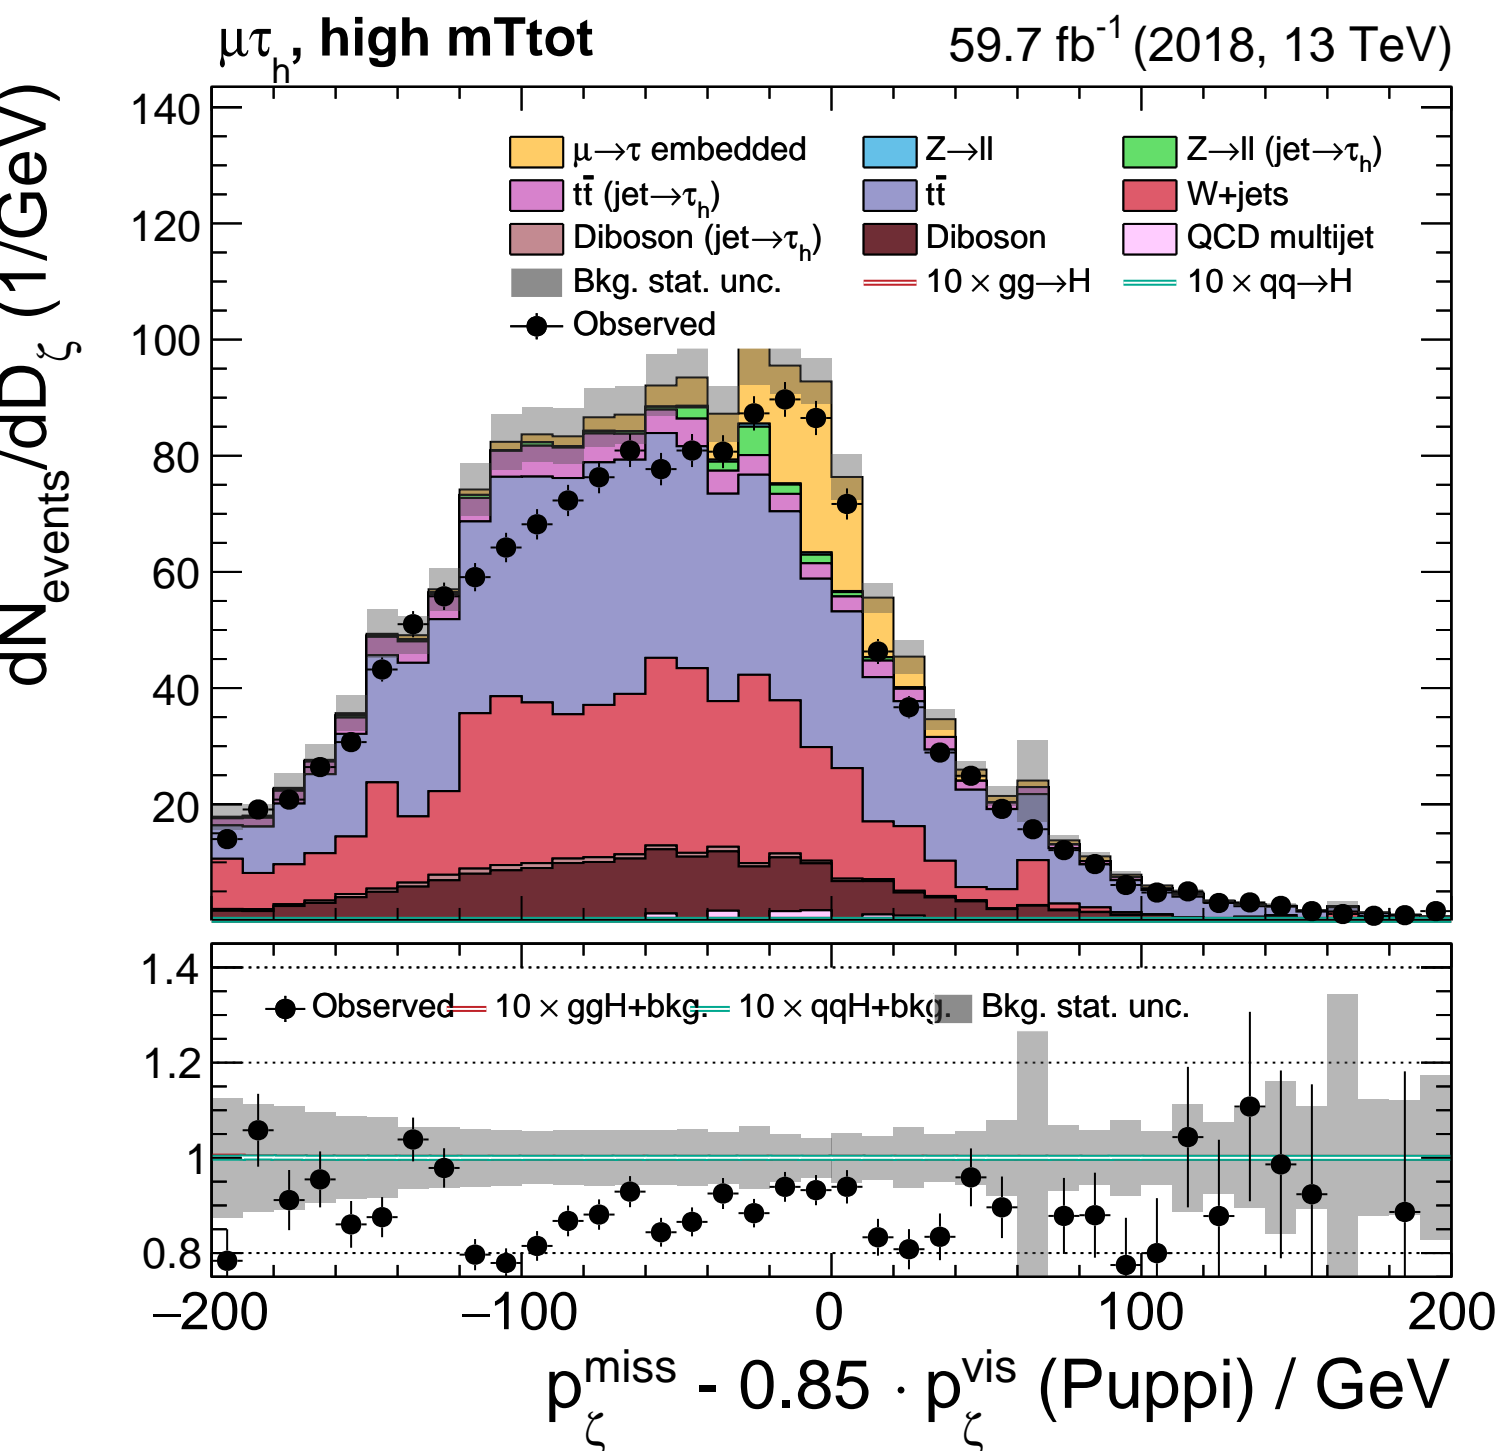 μτh, high mTtot 59.7 fb⁻¹ (2018, 13 TeV)
dNevents/dDζ (1/GeV)
140
120
100
80
60
40
20
μ→τ embedded Z→ll Z→ll (jet→τh)
tt̄ (jet→τh) tt̄ W+jets
Diboson (jet→τh) Diboson QCD multijet
Bkg. stat. unc. 10 × gg→H 10 × qq→H
Observed
1.4
1.2
1
0.8
Observed 10 × ggH+bkg. 10 × qqH+bkg. Bkg. stat. unc.
−200 −100 0 100 200
pζmiss - 0.85 · pζvis (Puppi) / GeV